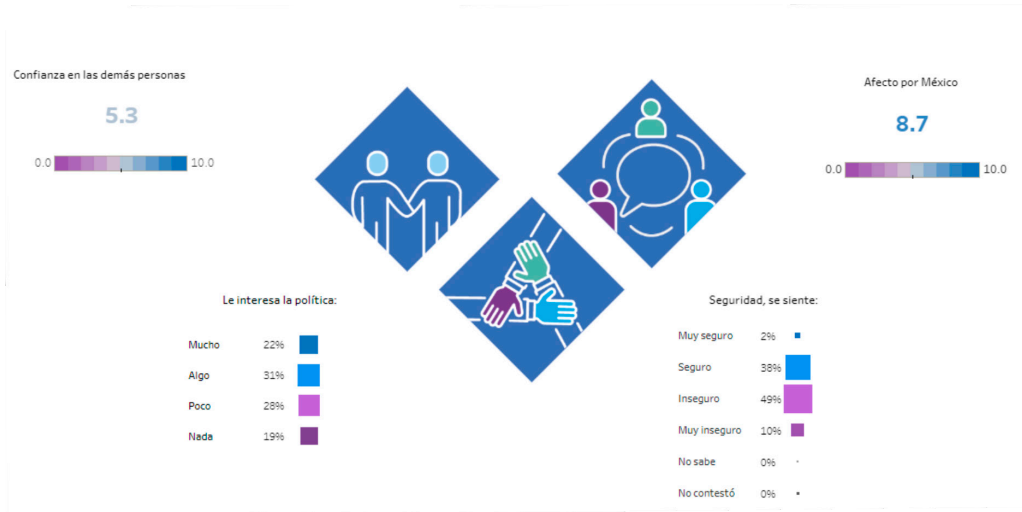 Confianza en las demás personas
5.3
0.0 10.0
Afecto por México
8.7
0.0 10.0
Le interesa la política:
Mucho 22%
Algo 31%
Poco 28%
Nada 19%
Seguridad, se siente:
Muy seguro 2%
Seguro 38%
Inseguro 49%
Muy inseguro 10%
No sabe 0%
No contestó 0%